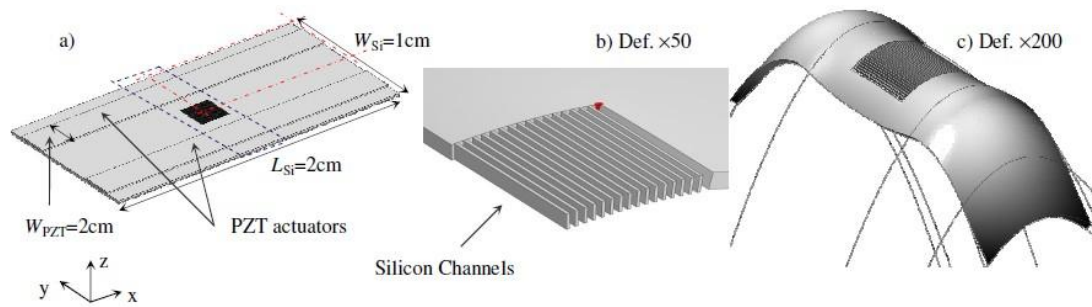 a)
W_Si=1cm
L_Si=2cm
W_PZT=2cm
PZT actuators
z
y
x
b) Def. ×50
Silicon Channels
c) Def. ×200